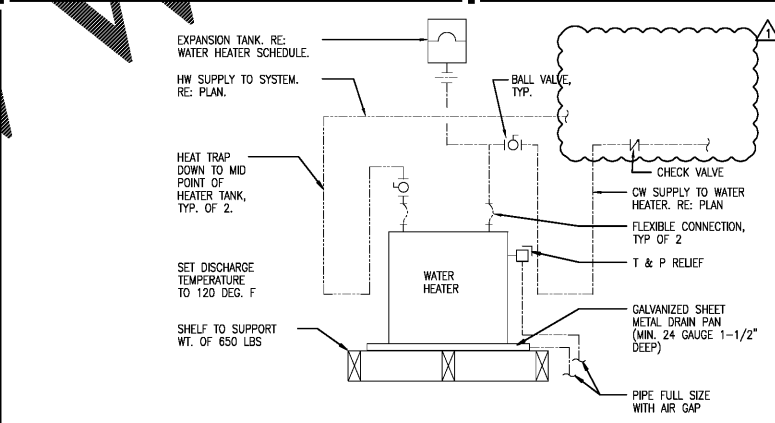 EXPANSION TANK. RE:
WATER HEATER SCHEDULE.
HW SUPPLY TO SYSTEM.
RE: PLAN.
BALL VALVE,
TYP.
1
HEAT TRAP
DOWN TO MID
POINT OF
HEATER TANK,
TYP. OF 2.
CHECK VALVE
CW SUPPLY TO WATER
HEATER. RE: PLAN
FLEXIBLE CONNECTION,
TYP OF 2
T & P RELIEF
SET DISCHARGE
TEMPERATURE
TO 120 DEG. F
WATER
HEATER
SHELF TO SUPPORT
WT. OF 650 LBS
GALVANIZED SHEET
METAL DRAIN PAN
(MIN. 24 GAUGE 1-1/2"
DEEP)
PIPE FULL SIZE
WITH AIR GAP